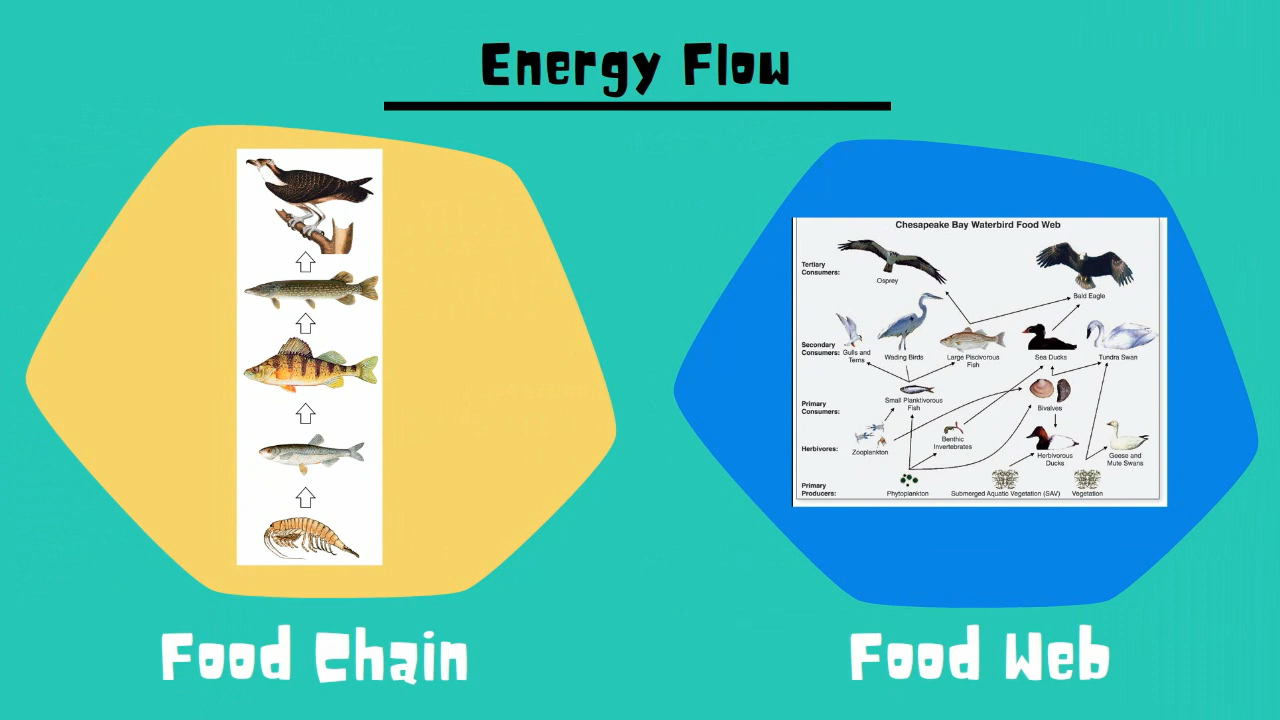 Energy Flow
Chesapeake Bay Waterbird Food Web
Tertiary
Consumers:
Osprey
Bald Eagle
Secondary
Consumers:
Gulls and
Terns
Wading Birds
Large Piscivorous
Fish
Sea Ducks
Tundra Swan
Primary
Consumers:
Small Planktivorous
Fish
Bivalves
Herbivores:
Zooplankton
Benthic
Invertebrates
Herbivorous
Ducks
Geese and
Mute Swans
Primary
Producers:
Phytoplankton
Submerged Aquatic Vegetation (SAV)
Vegetation
Food Chain
Food Web